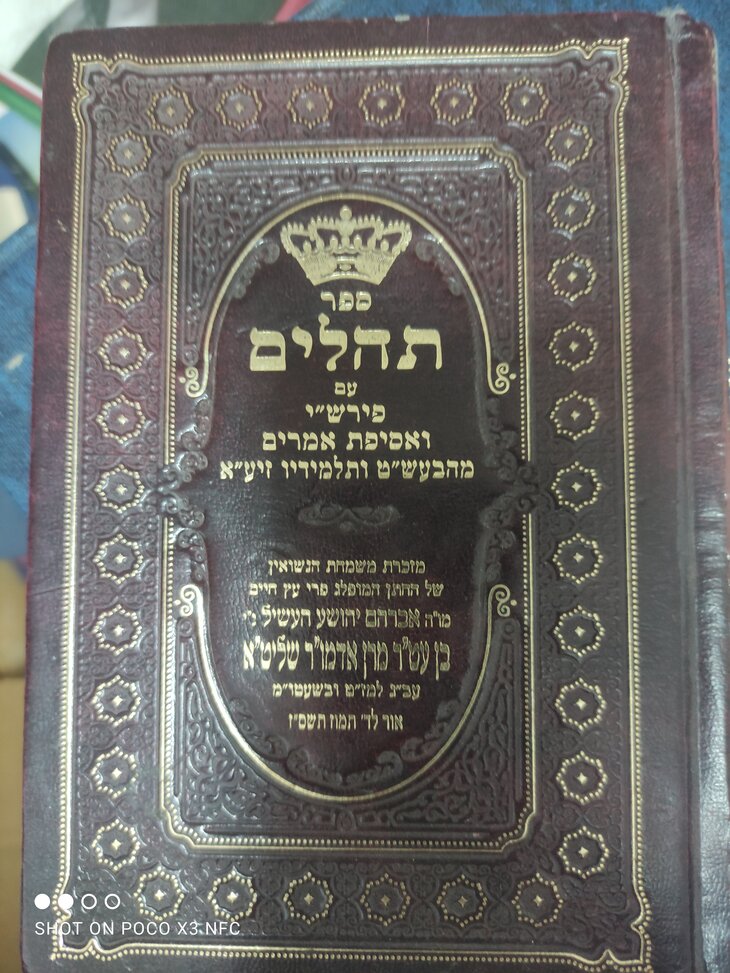 ספר
תהלים
עם
פירש״י
ואסיפת אמרים
מהבעש״ט ותלמידיו זיע״א
מזכרת משמחת הנשואין
של החתן המופלג פרי עץ חיים
מו״ה אברהם יהושע העשיל ני״
בן עט״ר מרן אדמו״ר שליט״א
עב״ג למז״ט ובשעטו״מ
אור לד׳ תמוז תשס״ז
SHOT ON POCO X3 NFC